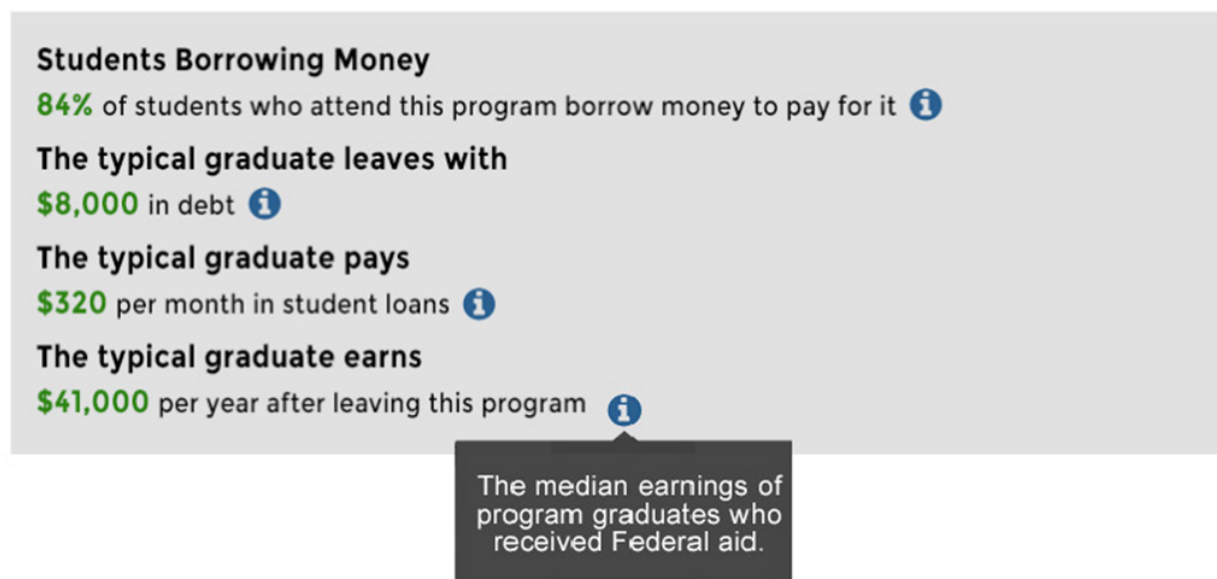 Students Borrowing Money
84% of students who attend this program borrow money to pay for it
The typical graduate leaves with
$8,000 in debt
The typical graduate pays
$320 per month in student loans
The typical graduate earns
$41,000 per year after leaving this program
The median earnings of
program graduates who
received Federal aid.